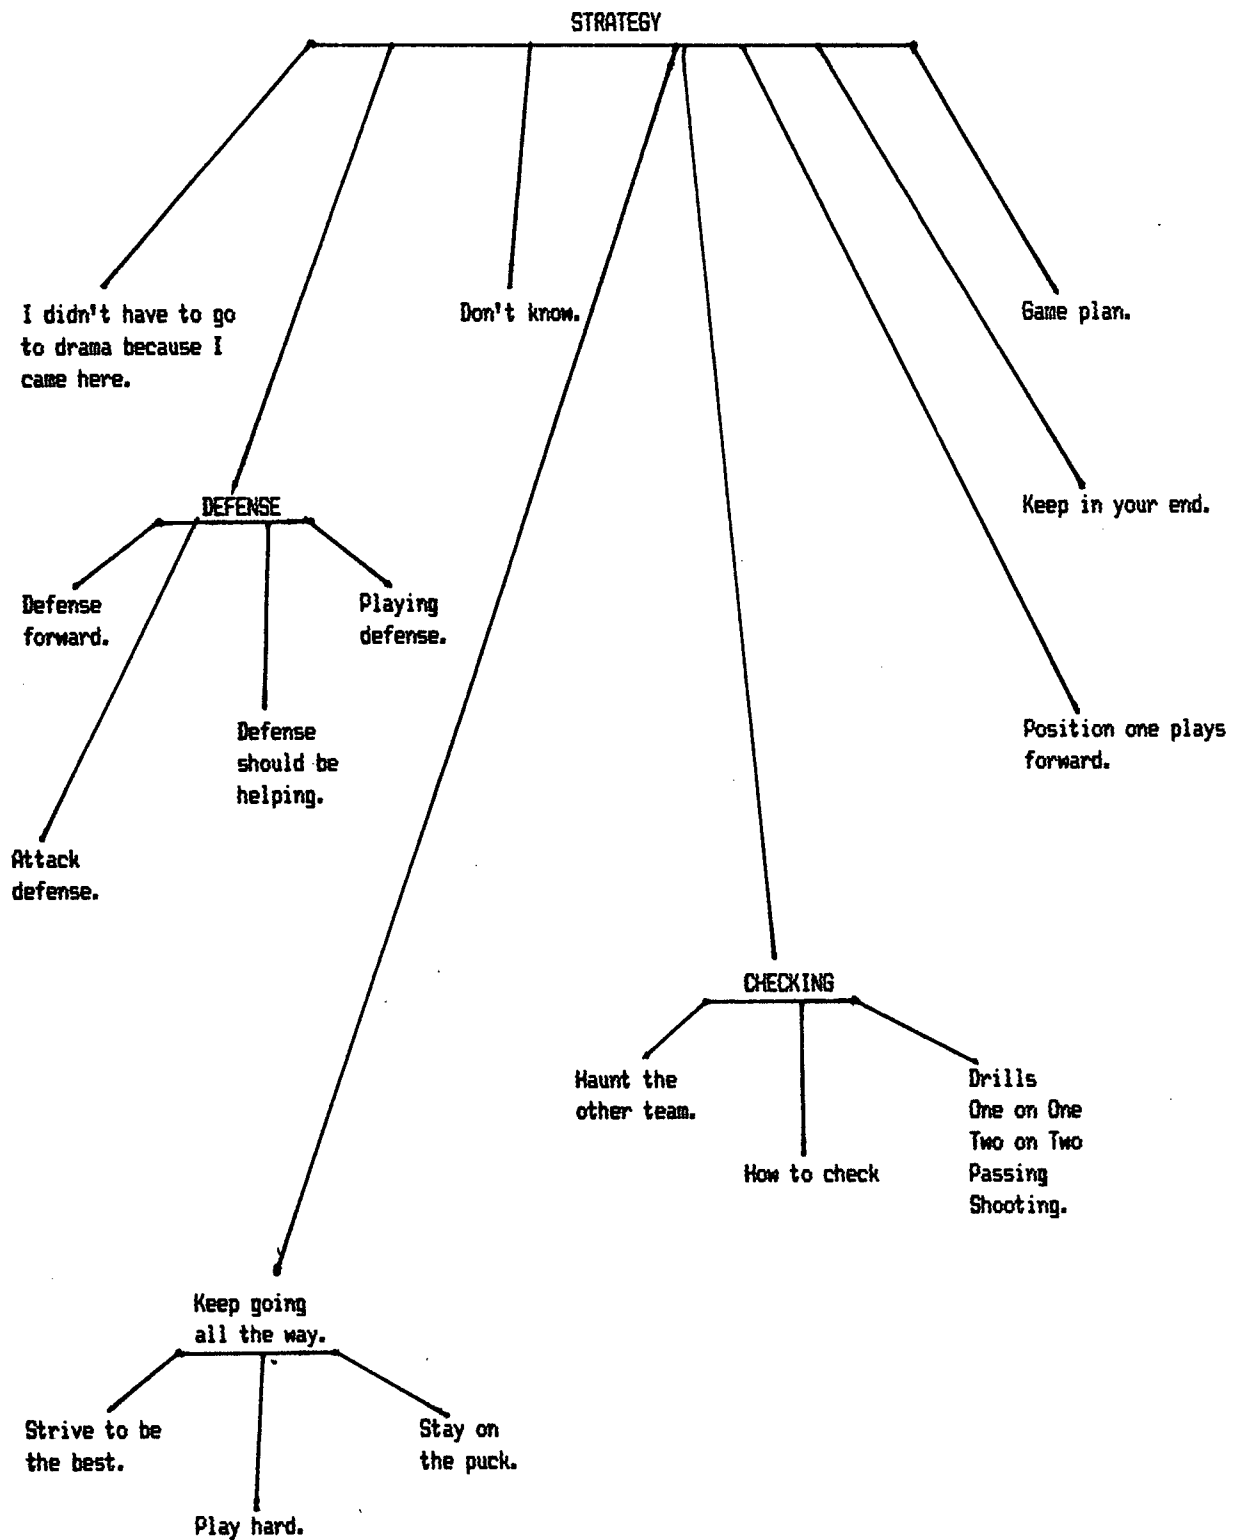 STRATEGY
I didn't have to go
to drama because I
came here.
Don't know.
Game plan.
Keep in your end.
DEFENSE
Defense
forward.
Playing
defense.
Defense
should be
helping.
Position one plays
forward.
Attack
defense.
CHECKING
Haunt the
other team.
How to check
Drills
One on One
Two on Two
Passing
Shooting.
Keep going
all the way.
Strive to be
the best.
Stay on
the puck.
Play hard.